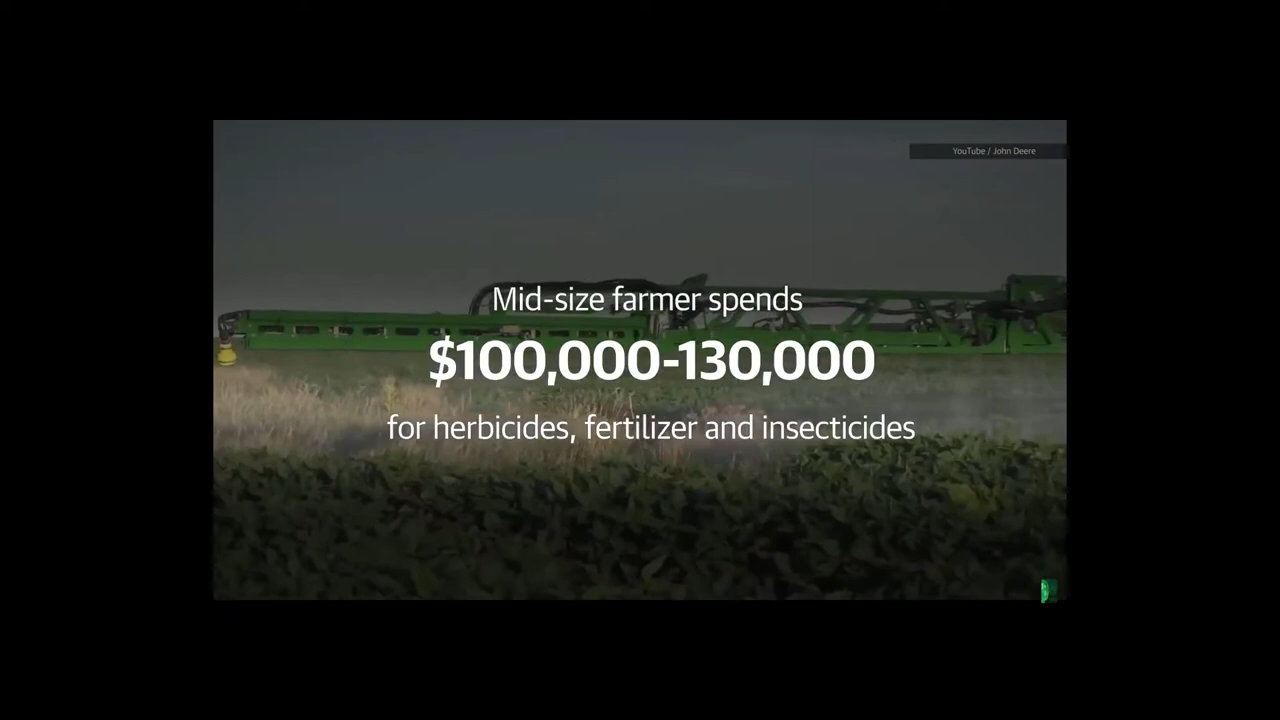 YouTube / John Deere
Mid-size farmer spends
$100,000-130,000
for herbicides, fertilizer and insecticides